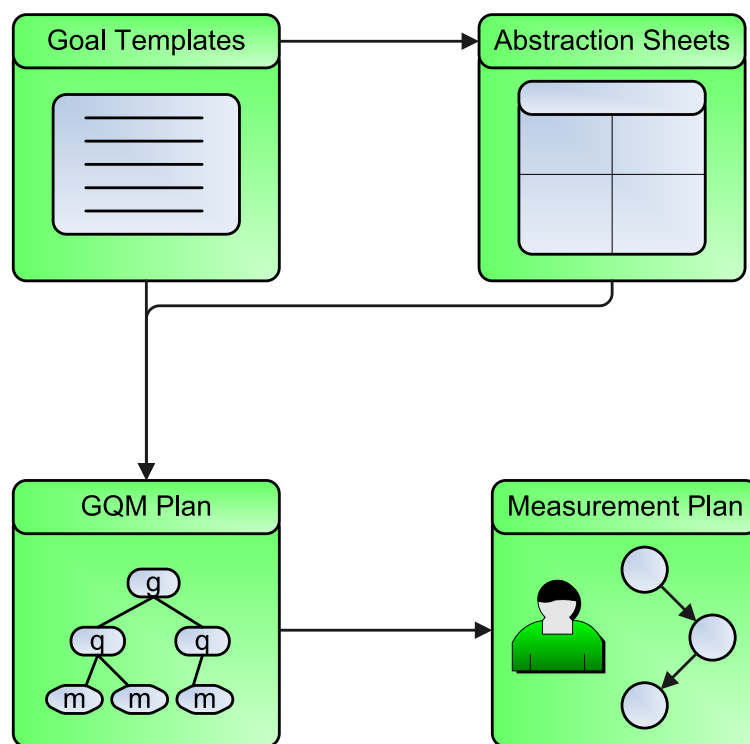 Goal Templates
Abstraction Sheets
GQM Plan
Measurement Plan
g
q q
m m m